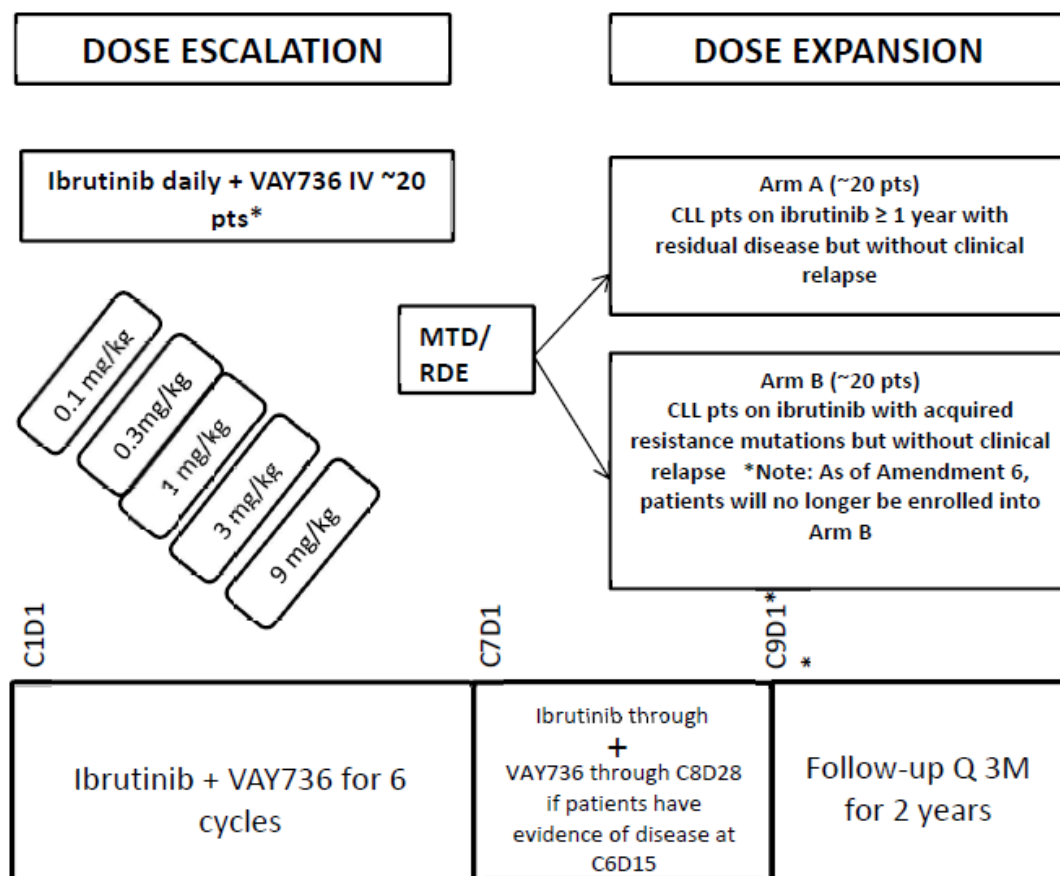 DOSE ESCALATION
DOSE EXPANSION
Ibrutinib daily + VAY736 IV ~20
pts*
0.1 mg/kg
0.3mg/kg
1 mg/kg
3 mg/kg
9 mg/kg
MTD/
RDE
Arm A (~20 pts)
CLL pts on ibrutinib ≥ 1 year with
residual disease but without clinical
relapse
Arm B (~20 pts)
CLL pts on ibrutinib with acquired
resistance mutations but without clinical
relapse *Note: As of Amendment 6,
patients will no longer be enrolled into
Arm B
C1D1
C7D1
C9D1*
*
Ibrutinib + VAY736 for 6
cycles
Ibrutinib through
+
VAY736 through C8D28
if patients have
evidence of disease at
C6D15
Follow-up Q 3M
for 2 years